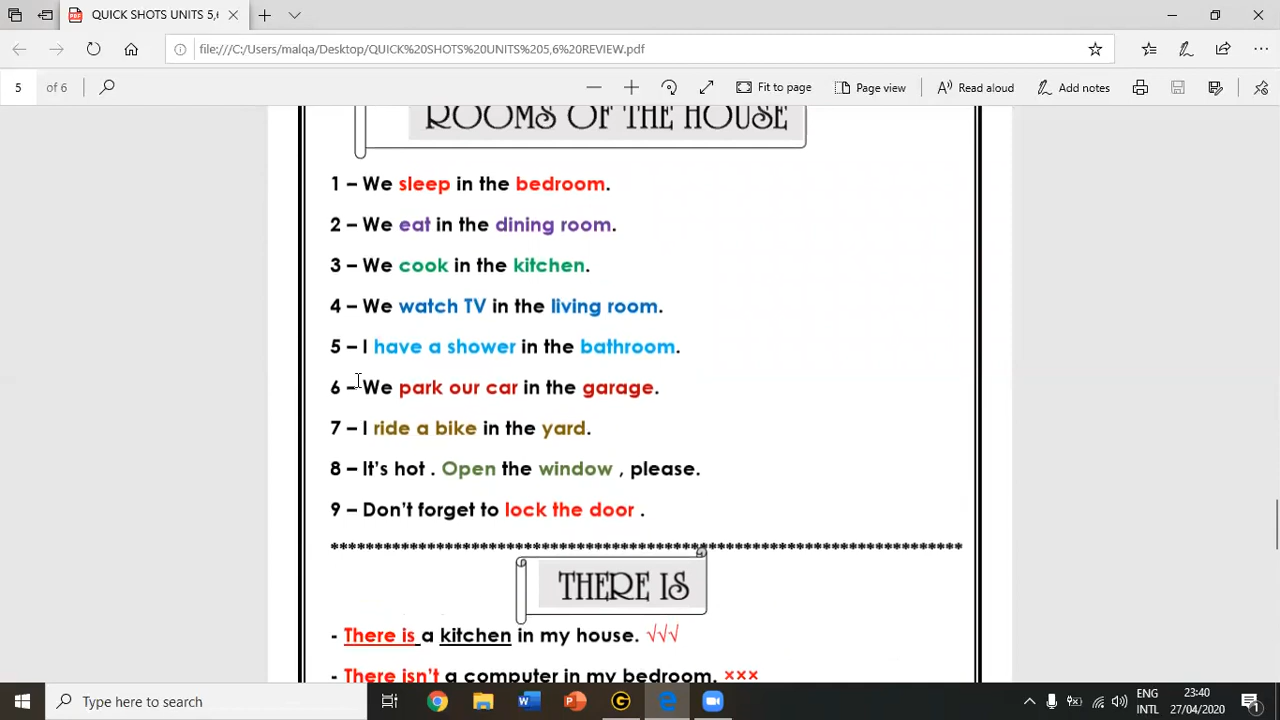 QUICK SHOTS UNITS 5,6
file:///C:/Users/malqa/Desktop/QUICK%20SHOTS%20UNITS%205,6%20REVIEW.pdf
5 of 6
Fit to page
Page view
Read aloud
Add notes
ROOMS OF THE HOUSE
1 – We sleep in the bedroom.
2 – We eat in the dining room.
3 – We cook in the kitchen.
4 – We watch TV in the living room.
5 – I have a shower in the bathroom.
6 – We park our car in the garage.
7 – I ride a bike in the yard.
8 – It's hot . Open the window , please.
9 – Don't forget to lock the door .
*************************************************************************
THERE IS
- There is a kitchen in my house. √√√
- There isn't a computer in my bedroom. ×××
Type here to search
ENG
INTL
23:40
27/04/2020